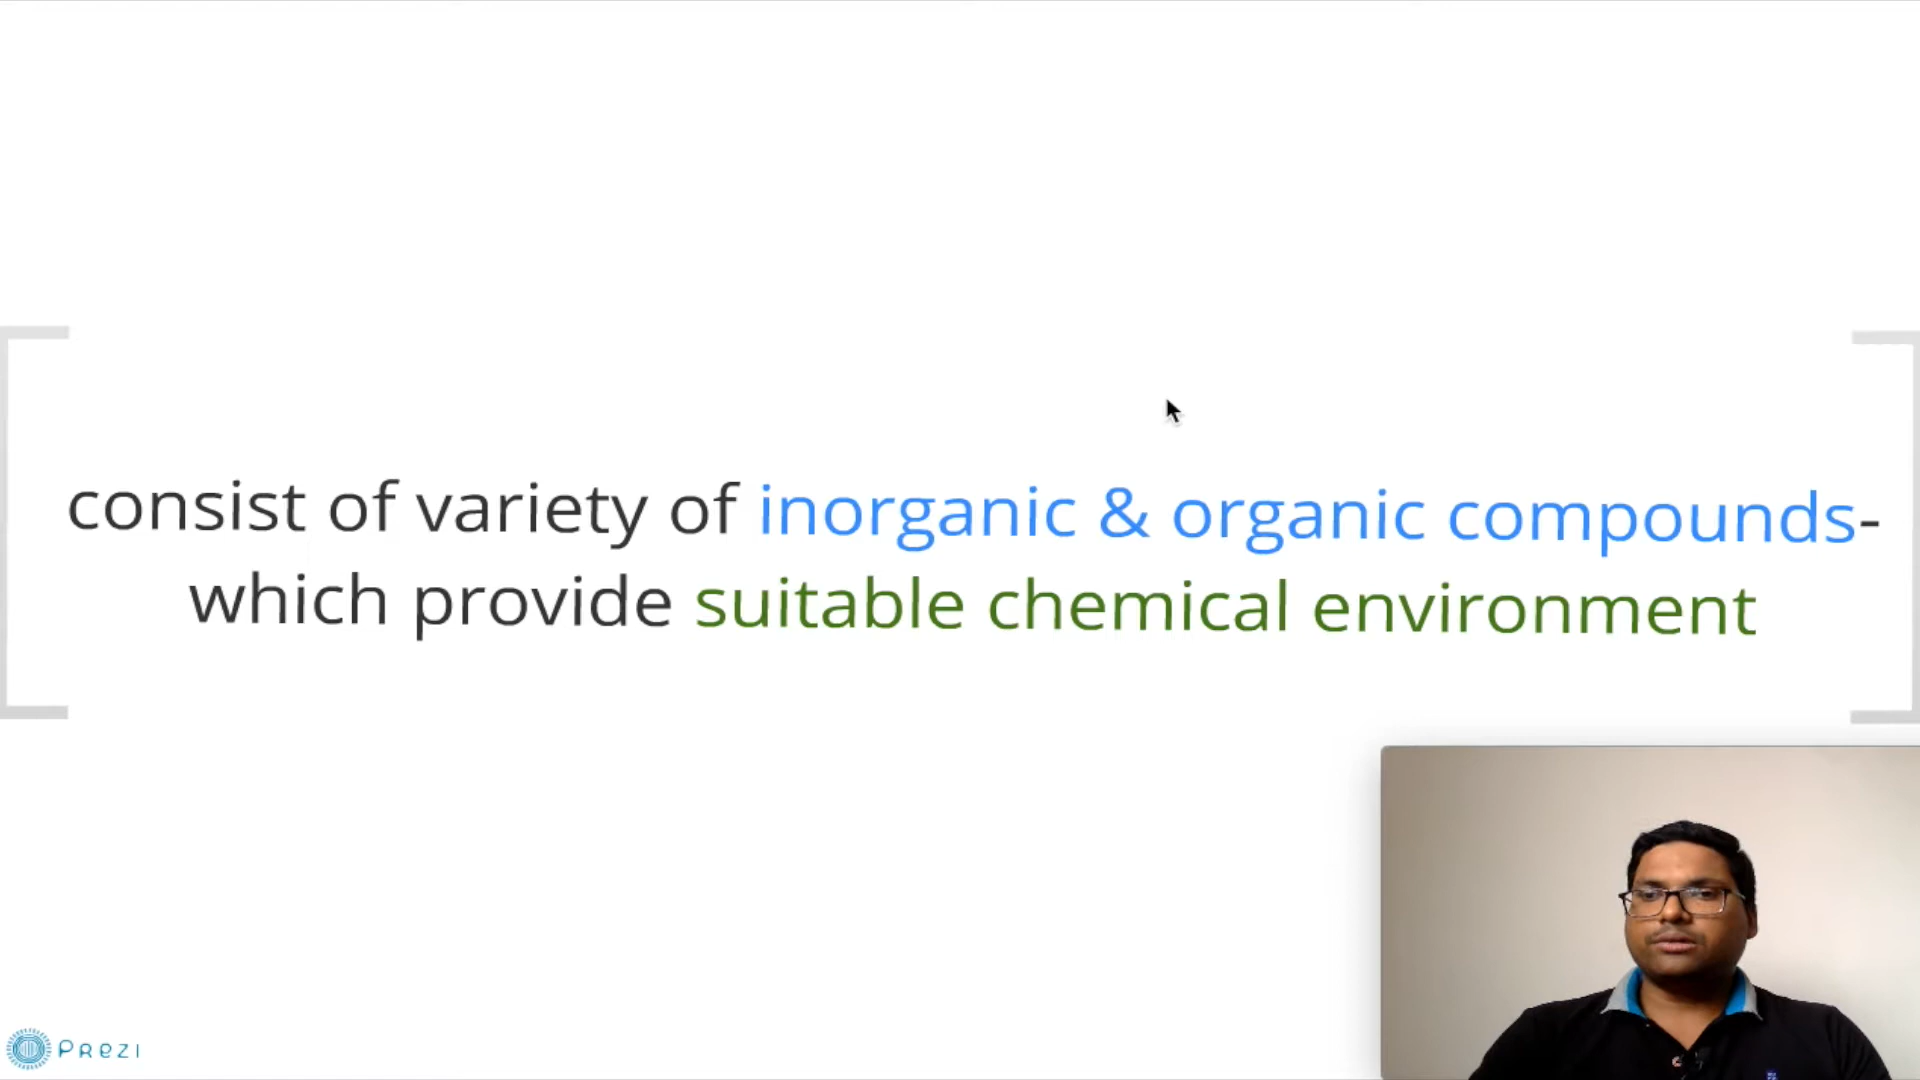 consist of variety of inorganic & organic compounds-
which provide suitable chemical environment
Prezi